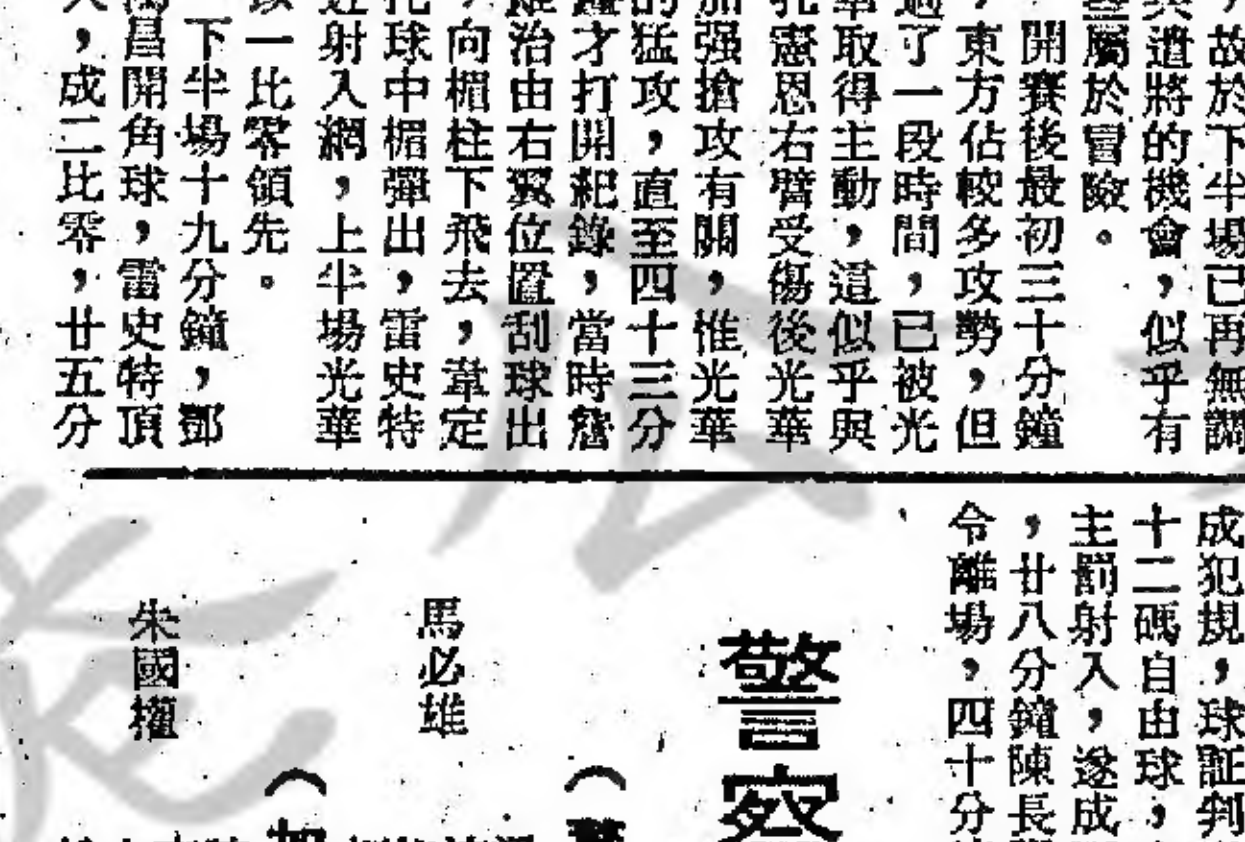 ，故於下半場已再無調
兵遣將的機會，似乎有
些屬於冒險。
開賽後最初三十分鐘
，東方佔較多攻勢，但
過了一段時間，已被光
華取得主動，這似乎與
孔憲恩右臂受傷後光華
加强搶攻有關，惟光華
的猛攻，直至四十三分
鐘才打開紀錄，當時詹
維治由右翼位置刮球出
，向楣柱下飛去，韋定
托球中楣彈出，雷史特
近射入網，上半場光華
以一比零領先。
下半場十九分鐘，鄧
萬昌開角球，雷史特頂
入，成二比零，廿五分
成犯規，球証判
十二碼自由球，
主罰射入，遂成
，廿八分鐘陳長
令離場，四十分
警察
馬必雄
朱國權